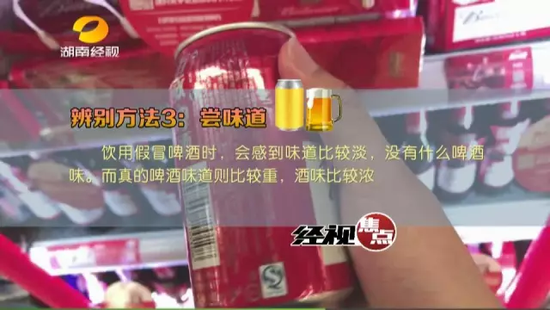 湖南经视
辨别方法3：尝味道
饮用假冒啤酒时，会感到味道比较淡，没有什么啤酒
味。而真的啤酒味道则比较重，酒味比较浓
经视焦点